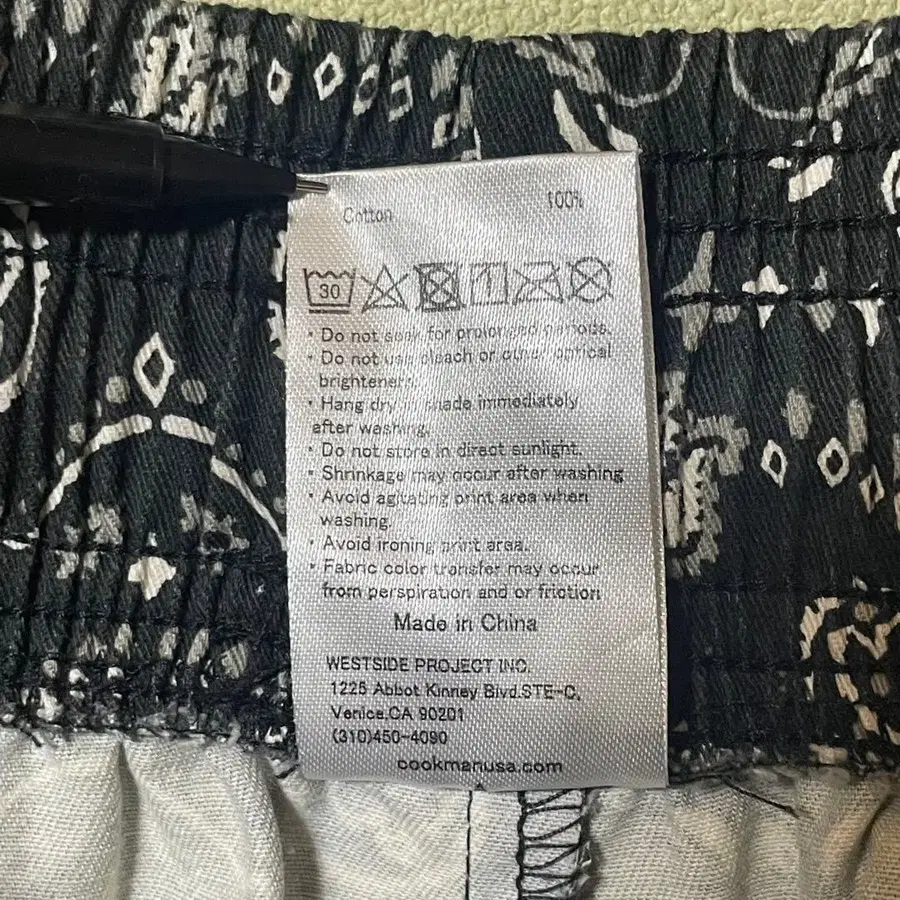 Cotton 100%
30
• Do not soak for prolonged periods.
• Do not use bleach or other optical
brighteners.
• Hang dry in shade immediately
after washing.
• Do not store in direct sunlight.
• Shrinkage may occur after washing
• Avoid agitating print area when
washing.
• Avoid ironing print area.
• Fabric color transfer may occur
from perspiration and or friction
Made in China
WESTSIDE PROJECT INC.
1225 Abbot Kinney Blvd.STE-C,
Venice,CA 90201
(310)450-4090
cookmanusa.com